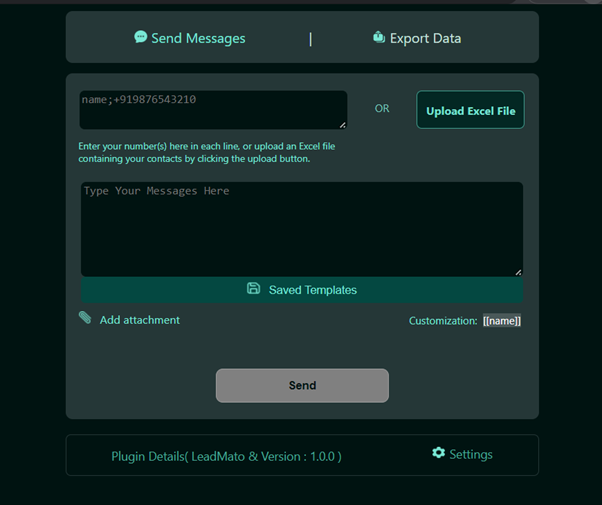 Send Messages | Export Data
name;+919876543210
OR
Upload Excel File
Enter your number(s) here in each line, or upload an Excel file
containing your contacts by clicking the upload button.
Type Your Messages Here
Saved Templates
Add attachment
Customization: [[name]]
Send
Plugin Details( LeadMato & Version : 1.0.0 )
Settings